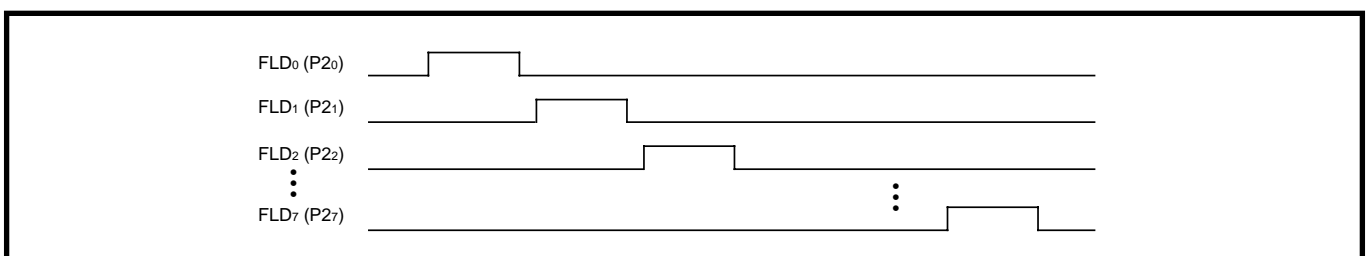 FLD₀ (P2₀)
FLD₁ (P2₁)
FLD₂ (P2₂)
FLD₇ (P2₇)